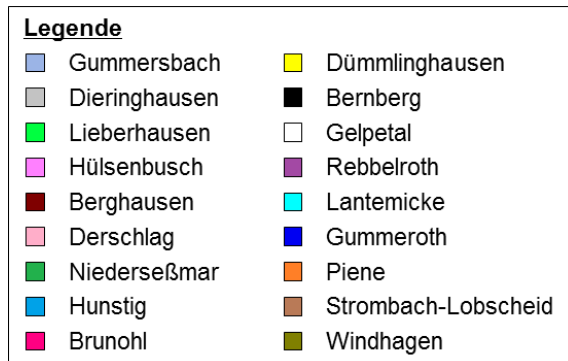 Legende
Gummersbach
Dieringhausen
Lieberhausen
Hülsenbusch
Berghausen
Derschlag
Niederseßmar
Hunstig
Brunohl
Dümmlinghausen
Bernberg
Gelpetal
Rebbelroth
Lantemicke
Gummeroth
Piene
Strombach-Lobscheid
Windhagen